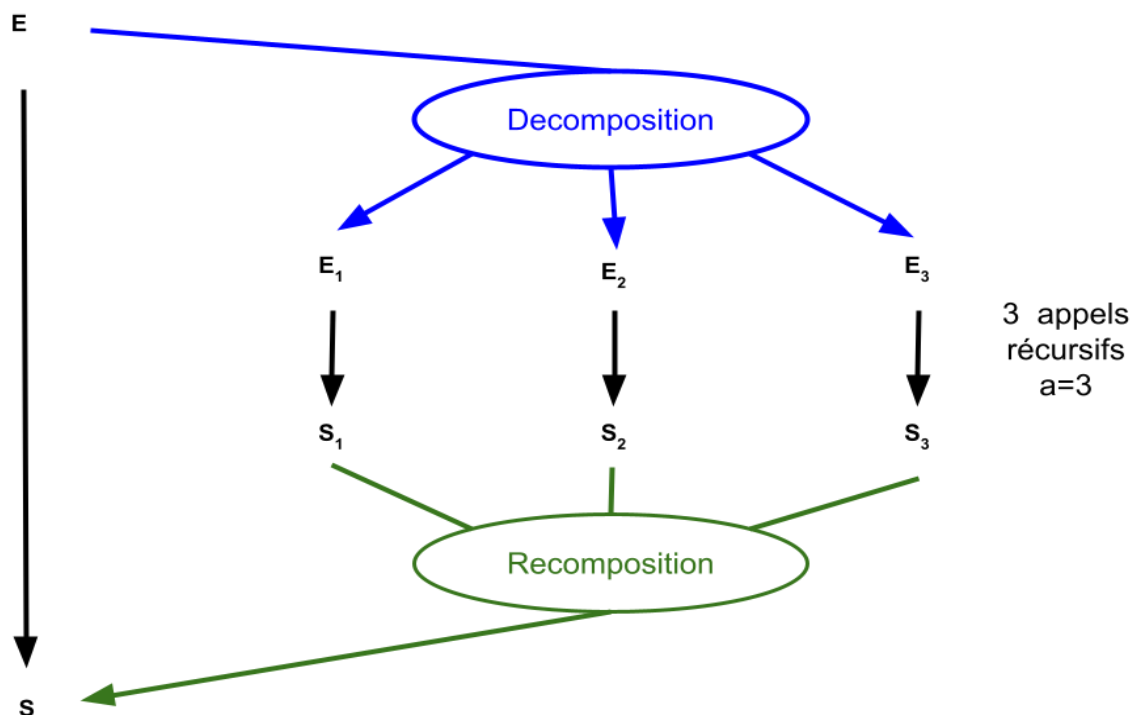 E
Decomposition
E₁
E₂
E₃
3 appels
récursifs
a=3
S₁
S₂
S₃
Recomposition
S